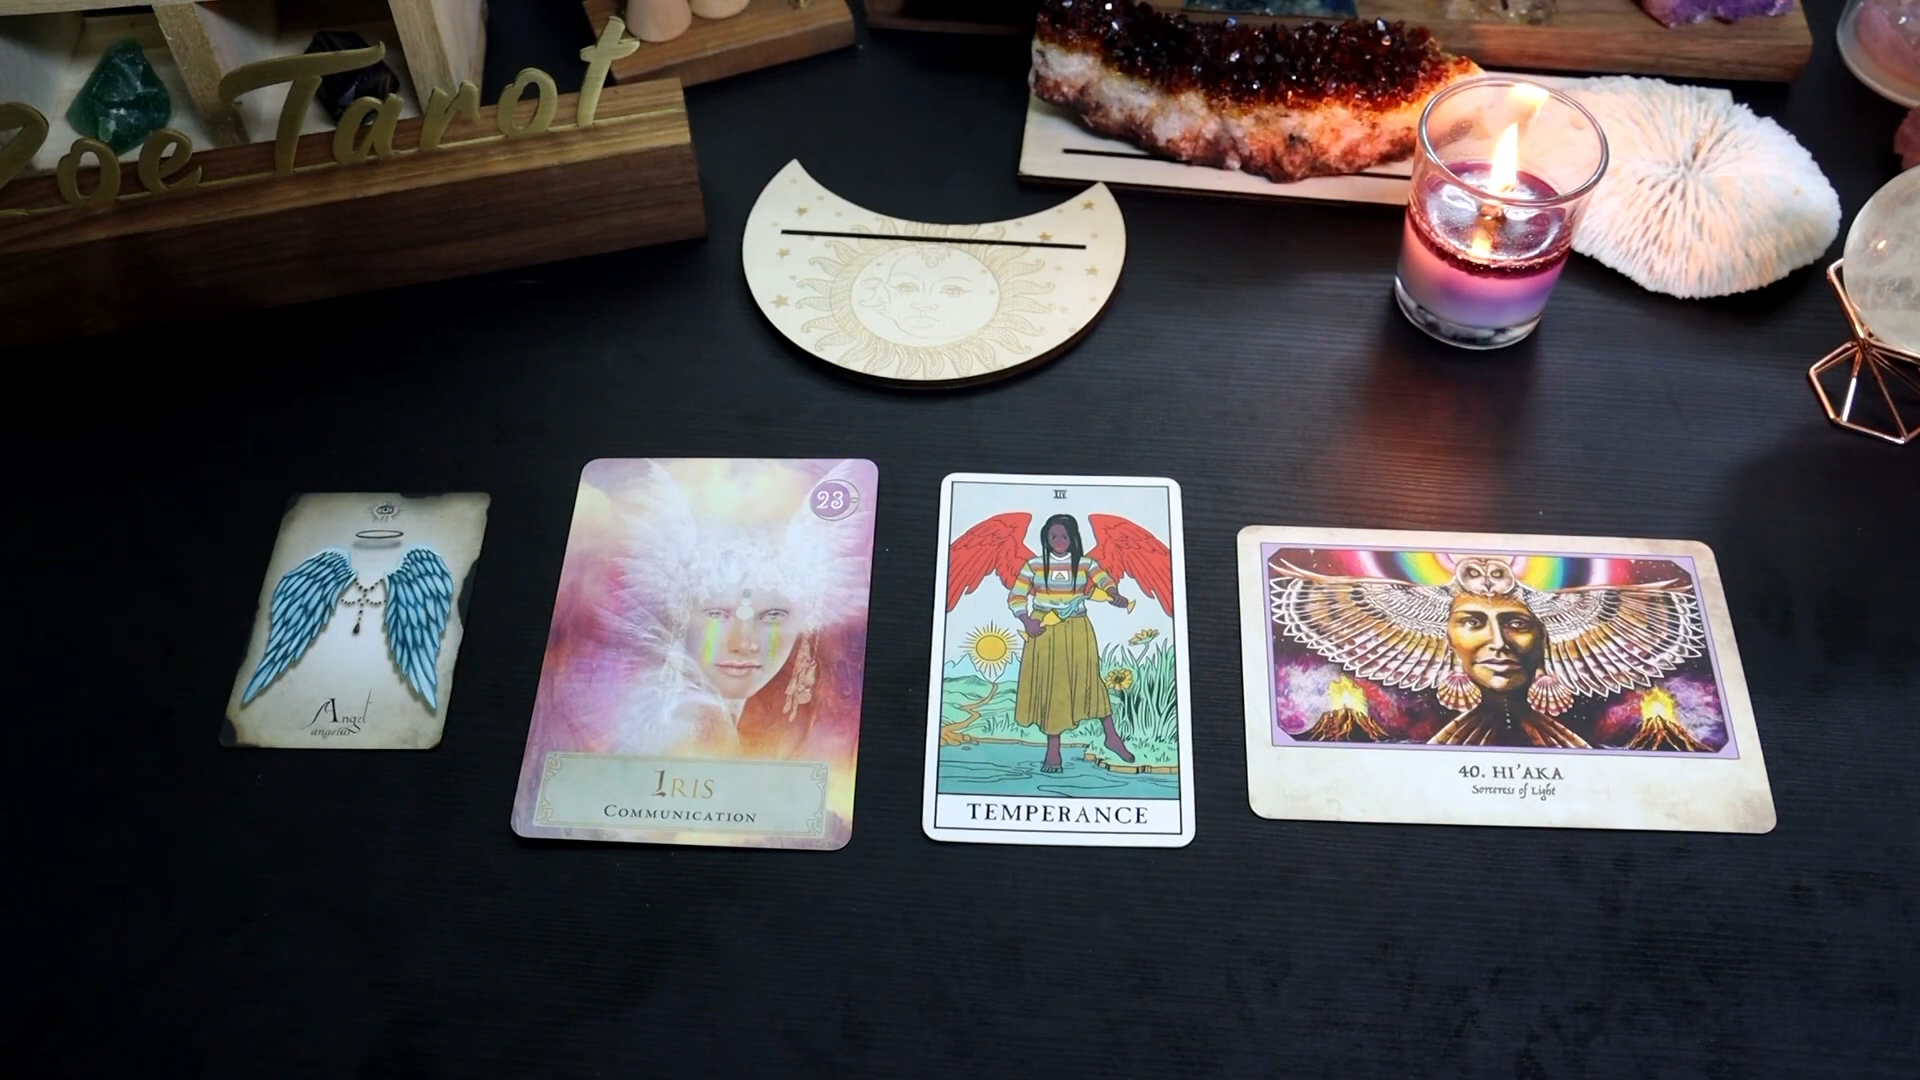 Zoe Tarot
Angel
angelus
23
IRIS
COMMUNICATION
XIV
TEMPERANCE
40. HI'AKA
Sorceress of Light